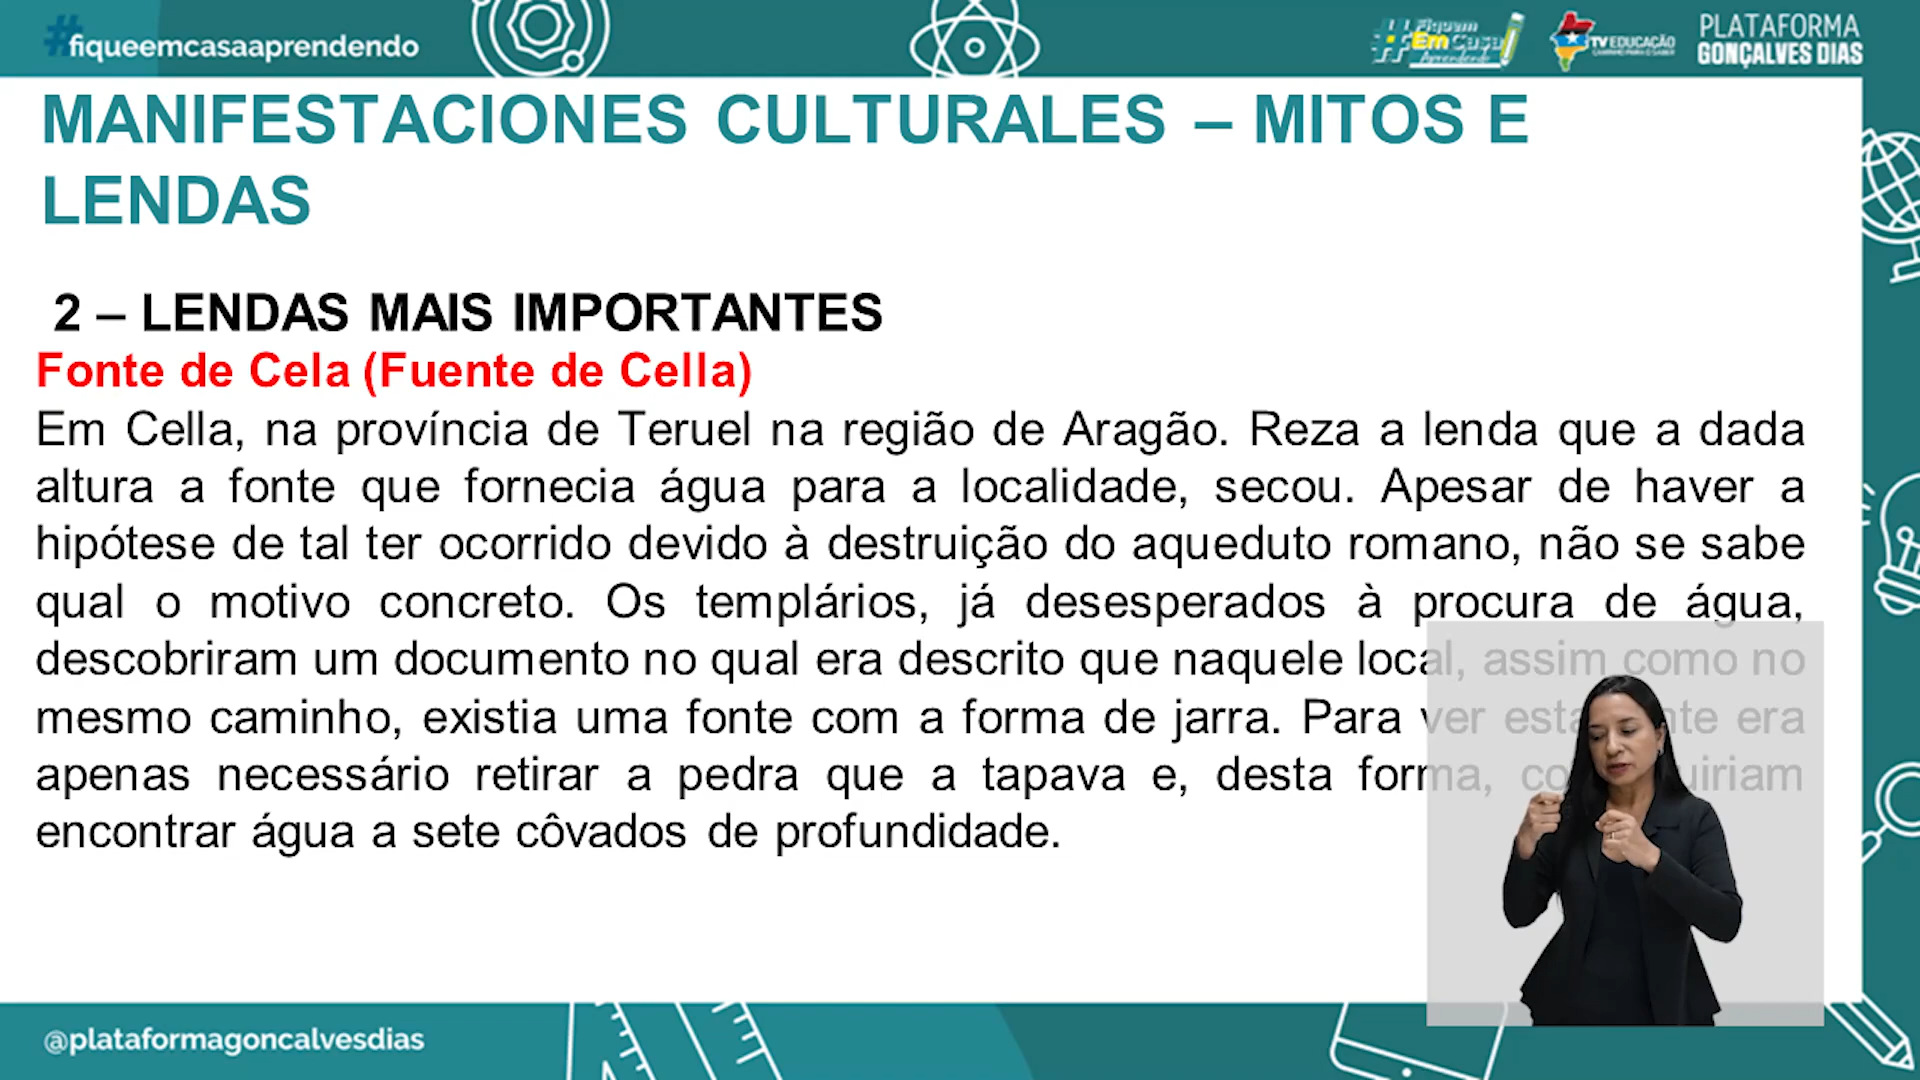 #fiqueemcasaaprendendo
#Fiquem
Em Casa
Aprendendo
TV EDUCAÇÃO
PLATAFORMA
GONÇALVES DIAS
MANIFESTACIONES CULTURALES – MITOS E
LENDAS
2 – LENDAS MAIS IMPORTANTES
Fonte de Cela (Fuente de Cella)
Em Cella, na província de Teruel na região de Aragão. Reza a lenda que a dada
altura a fonte que fornecia água para a localidade, secou. Apesar de haver a
hipótese de tal ter ocorrido devido à destruição do aqueduto romano, não se sabe
qual o motivo concreto. Os templários, já desesperados à procura de água,
descobriram um documento no qual era descrito que naquele local, assim como no
mesmo caminho, existia uma fonte com a forma de jarra. Para ver era
apenas necessário retirar a pedra que a tapava e, desta forma,
encontrar água a sete côvados de profundidade.
@plataformagoncalvesdias